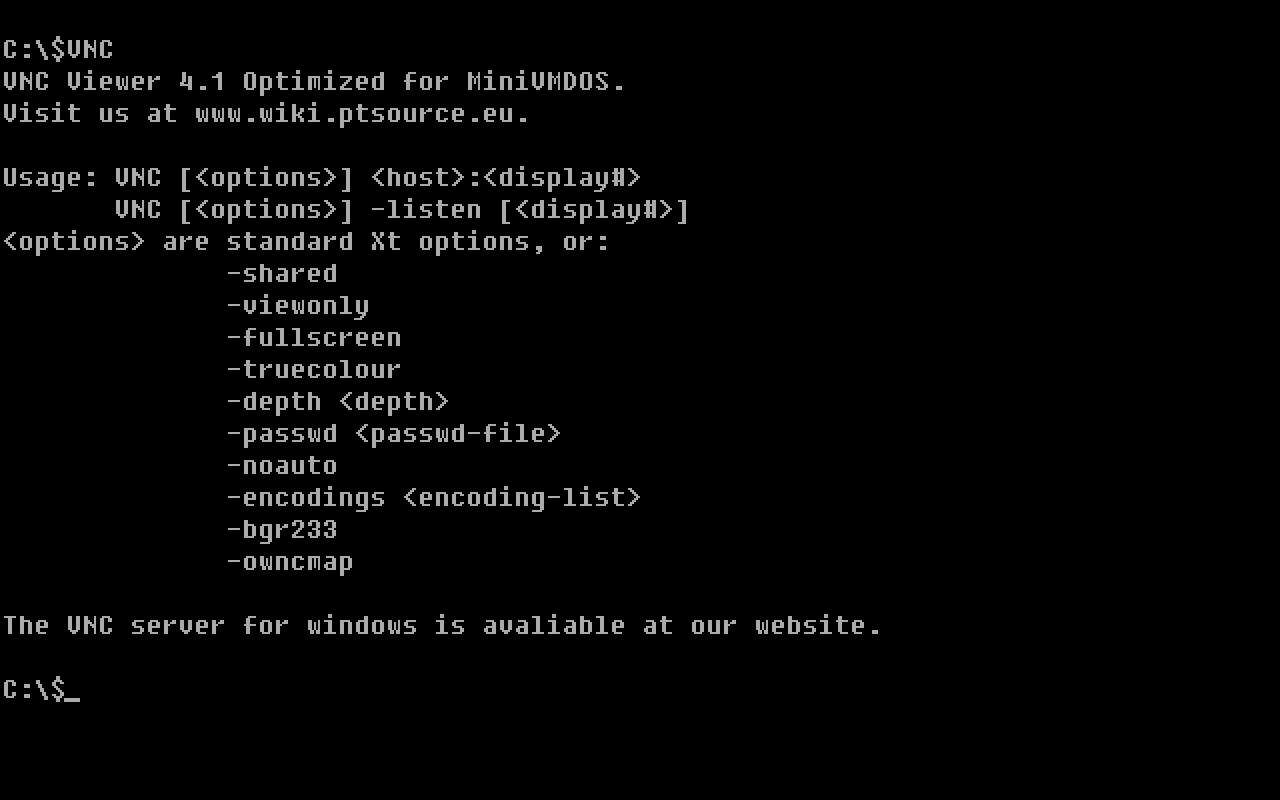 C:\$VNC
VNC Viewer 4.1 Optimized for MiniVMDOS.
Visit us at www.wiki.ptsource.eu.
Usage: VNC [<options>] <host>:<display#>
VNC [<options>] -listen [<display#>]
<options> are standard Xt options, or:
-shared
-viewonly
-fullscreen
-truecolour
-depth <depth>
-passwd <passwd-file>
-noauto
-encodings <encoding-list>
-bgr233
-owncmap
The VNC server for windows is avaliable at our website.
C:\$_